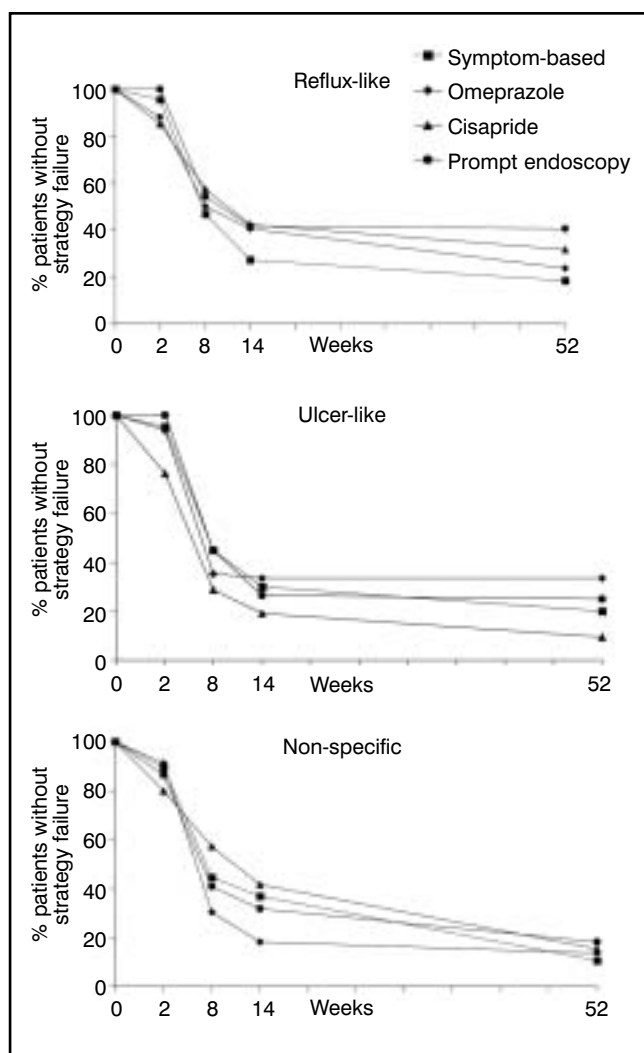 Reflux-like
Symptom-based
Omeprazole
Cisapride
Prompt endoscopy
% patients without
strategy failure
100
80
60
40
20
0
0 2 8 14 Weeks 52
Ulcer-like
% patients without
strategy failure
100
80
60
40
20
0
0 2 8 14 Weeks 52
Non-specific
% patients without
strategy failure
100
80
60
40
20
0
0 2 8 14 Weeks 52